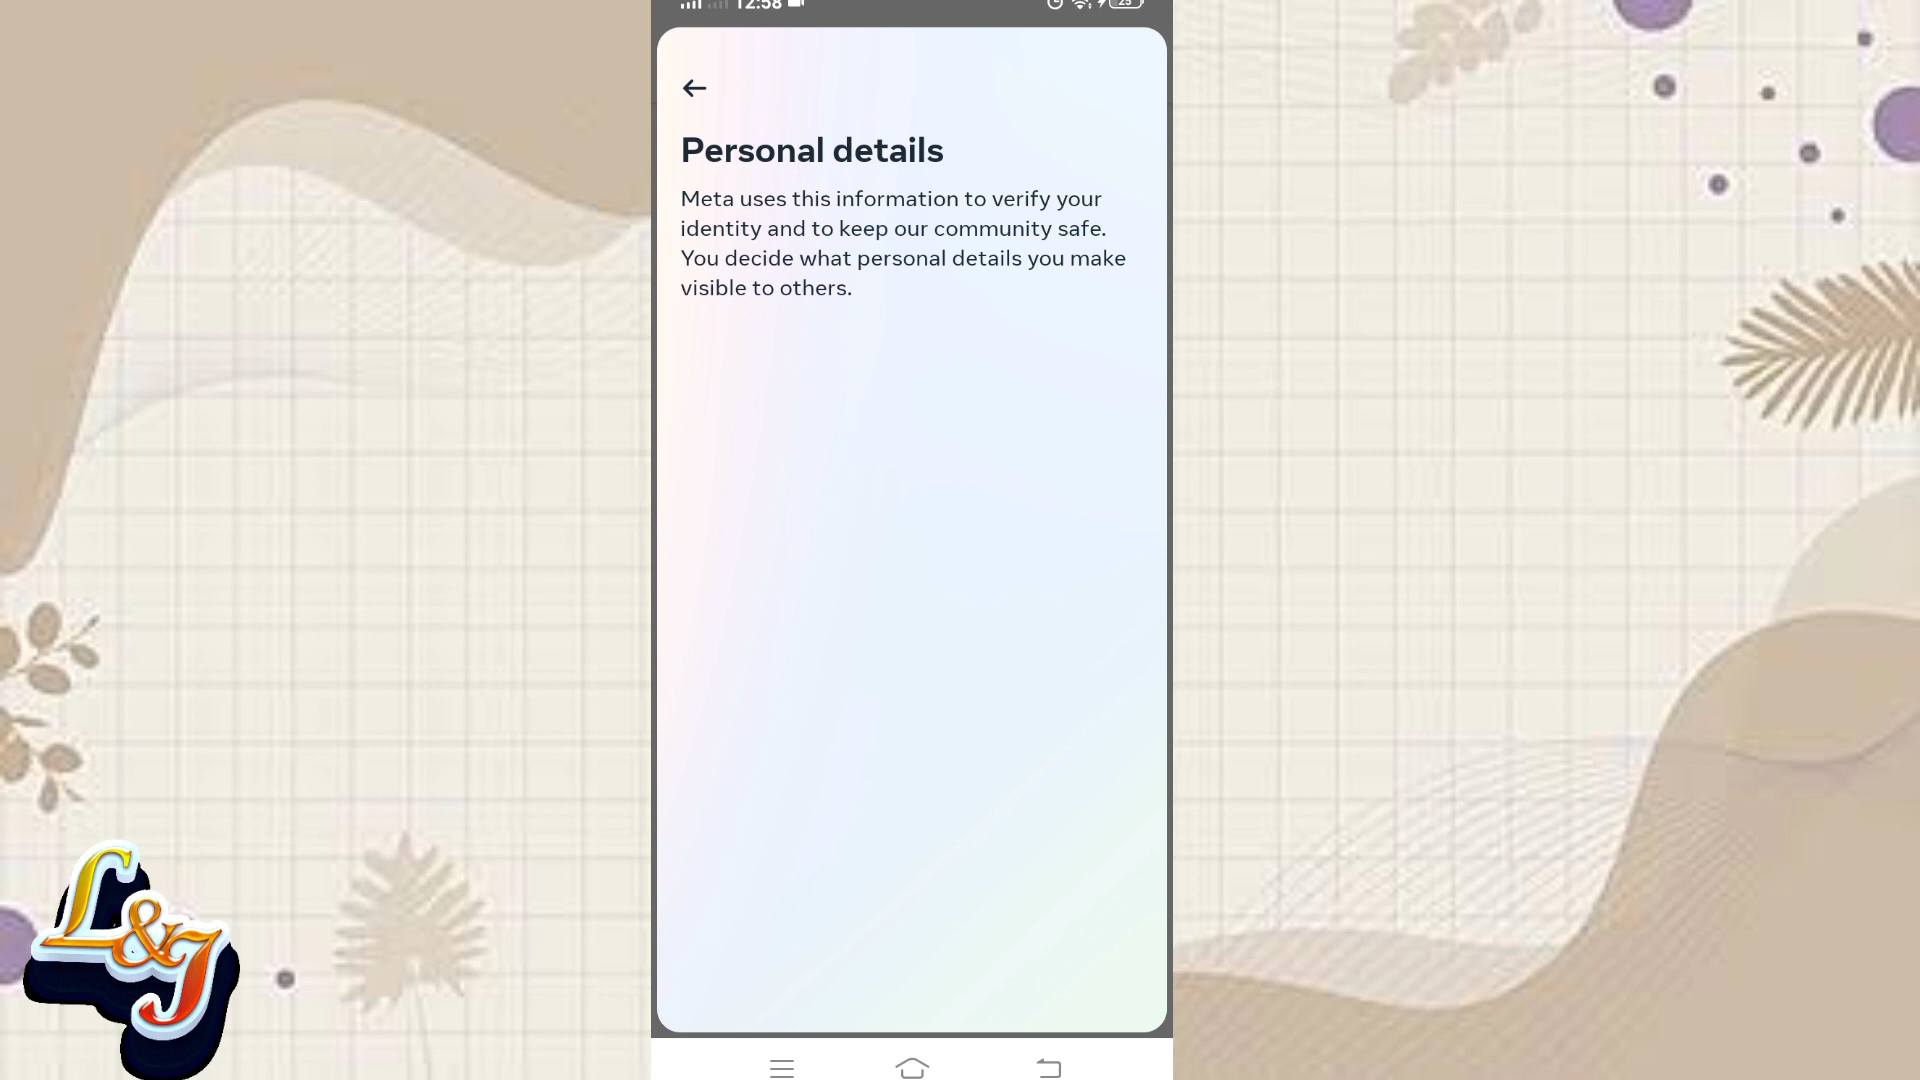 12:58
25
Personal details
Meta uses this information to verify your
identity and to keep our community safe.
You decide what personal details you make
visible to others.
L&J